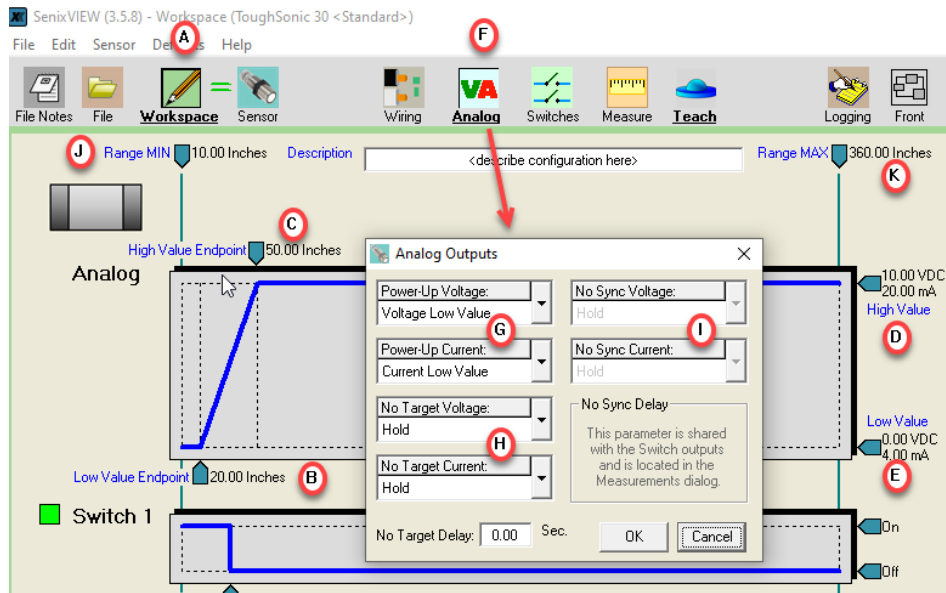 SenixVIEW (3.5.8) - Workspace (ToughSonic 30 <Standard>)
A
F
File Edit Sensor Help
File Notes File Workspace = Sensor Wiring VA Analog Switches Measure Teach Logging Front
J Range MIN 10.00 Inches Description <describe configuration here> Range MAX 360.00 Inches
K
C
High Value Endpoint 50.00 Inches
Analog
Analog Outputs
Power-Up Voltage: No Sync Voltage:
Voltage Low Value Hold
G I
Power-Up Current: No Sync Current:
Current Low Value Hold
No Target Voltage:
Hold
H
No Target Current:
Hold
No Sync Delay
This parameter is shared
with the Switch outputs
and is located in the
Measurements dialog.
No Target Delay: 0.00 Sec. OK Cancel
10.00 VDC
20.00 mA
High Value
D
Low Value
0.00 VDC
4.00 mA
E
Low Value Endpoint 20.00 Inches B
Switch 1
On
Off